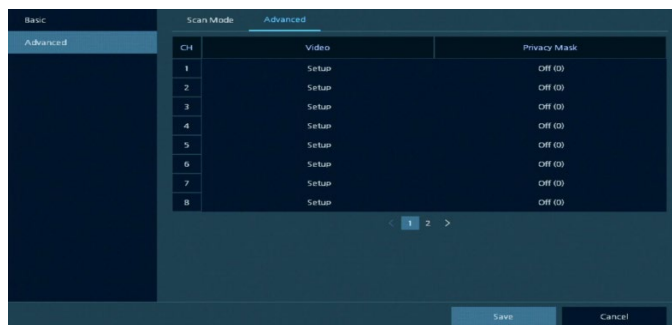 Basic
Advanced
Scan Mode Advanced
CH Video Privacy Mask
1 Setup Off (0)
2 Setup Off (0)
3 Setup Off (0)
4 Setup Off (0)
5 Setup Off (0)
6 Setup Off (0)
7 Setup Off (0)
8 Setup Off (0)
< 1 2 >
Save Cancel